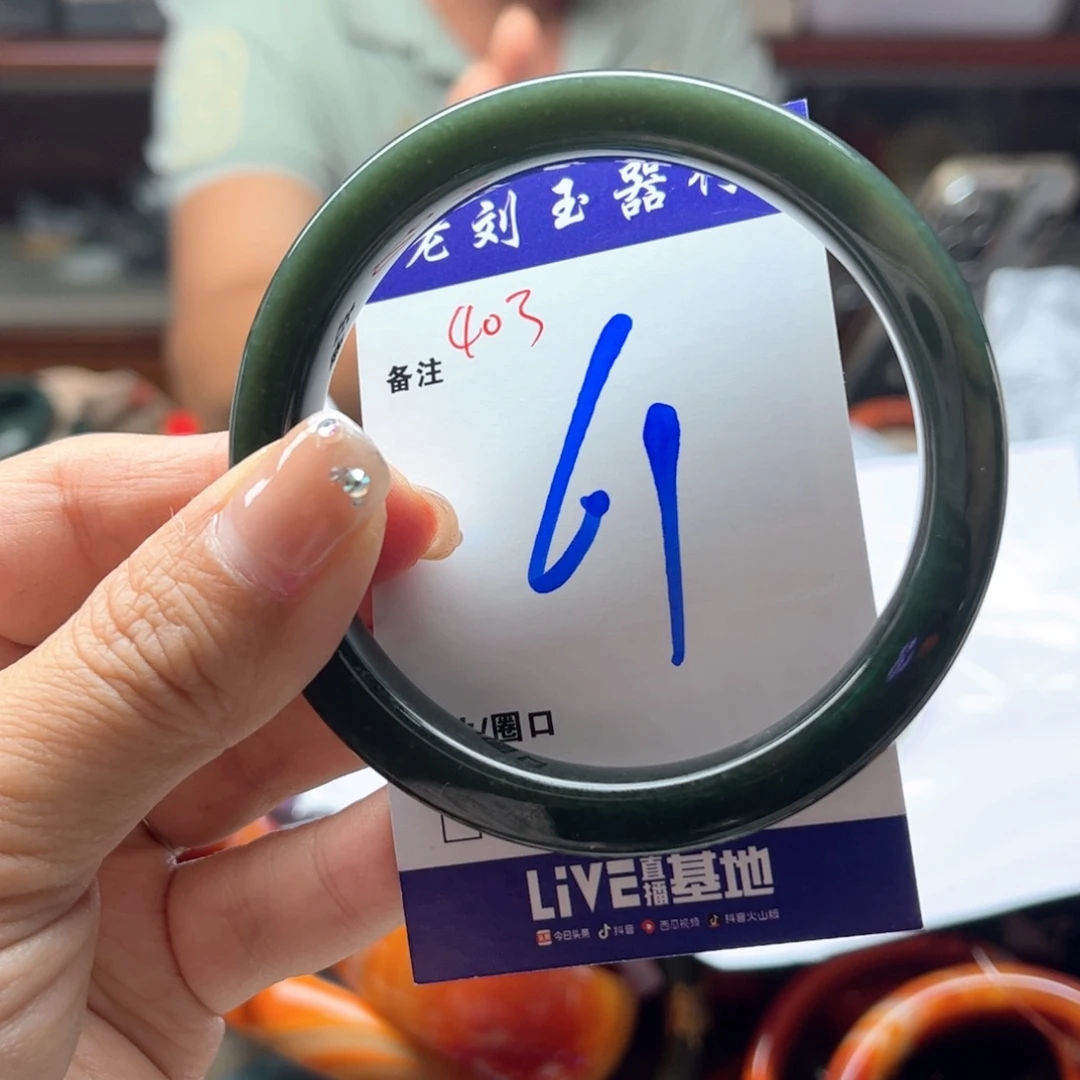 老刘玉器
403
备注
61
/圈口
LiVE直播基地
今日头条 抖音 西瓜视频 抖音火山版